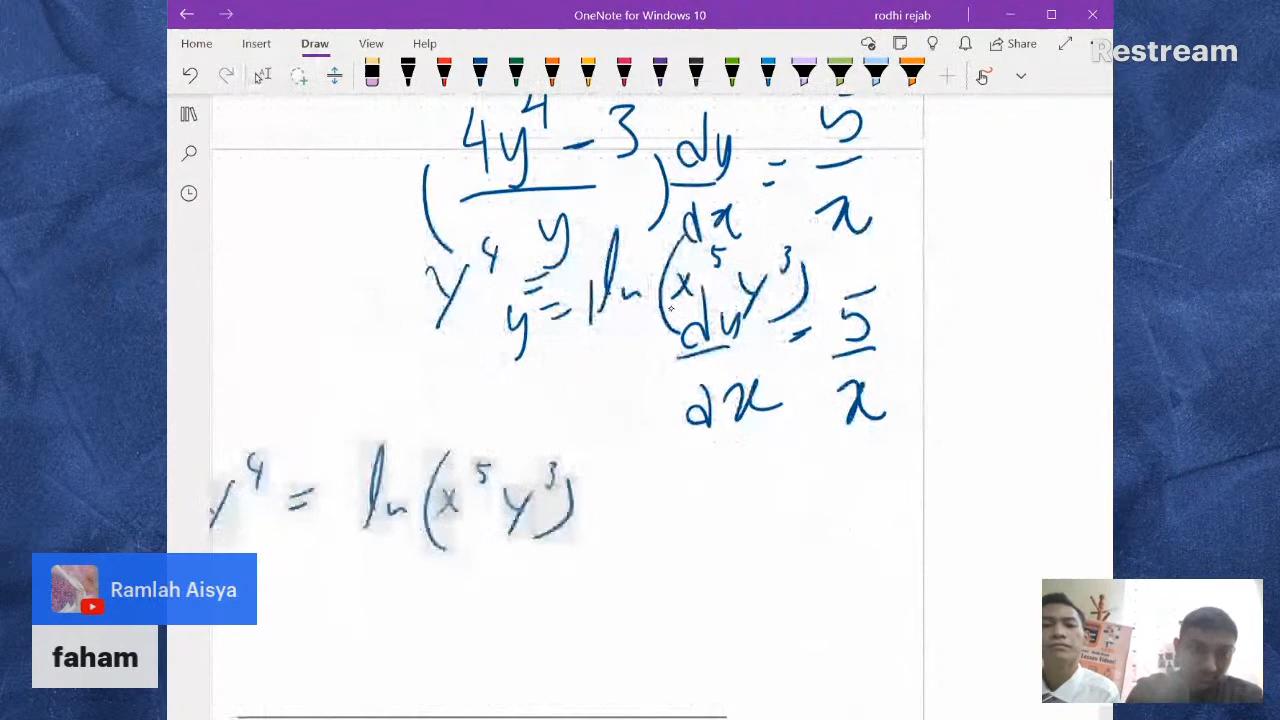 OneNote for Windows 10
rodhi rejab
Home Insert Draw View Help
Share
Restream
(4y⁴ - 3 / y) dy/dx = 5/x
y⁴ = ln(x⁵y³)
y =
dy/dx = 5/x
y⁴ = ln(x⁵y³)
Ramlah Aisya
faham